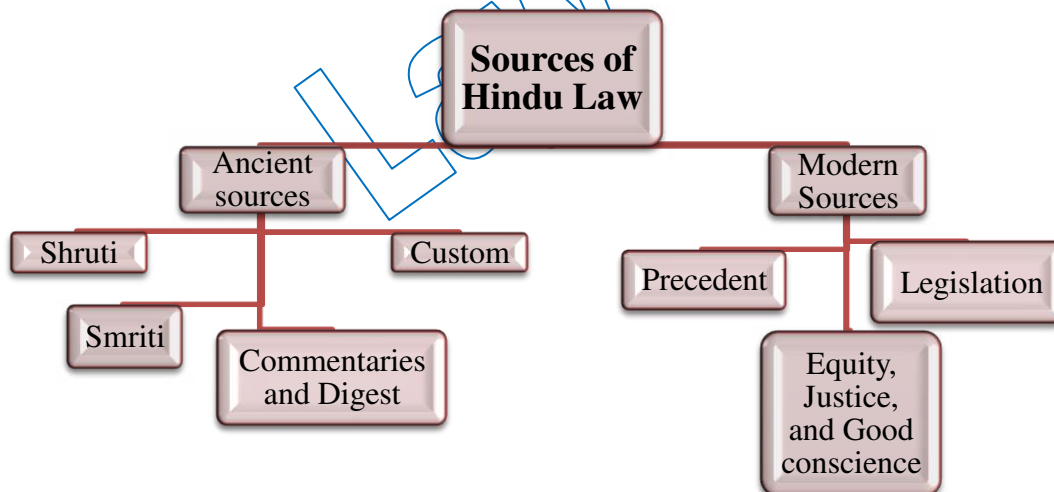 Sources of
Hindu Law
Ancient
sources
Modern
Sources
Shruti
Custom
Precedent
Legislation
Smriti
Commentaries
and Digest
Equity,
Justice,
and Good
conscience